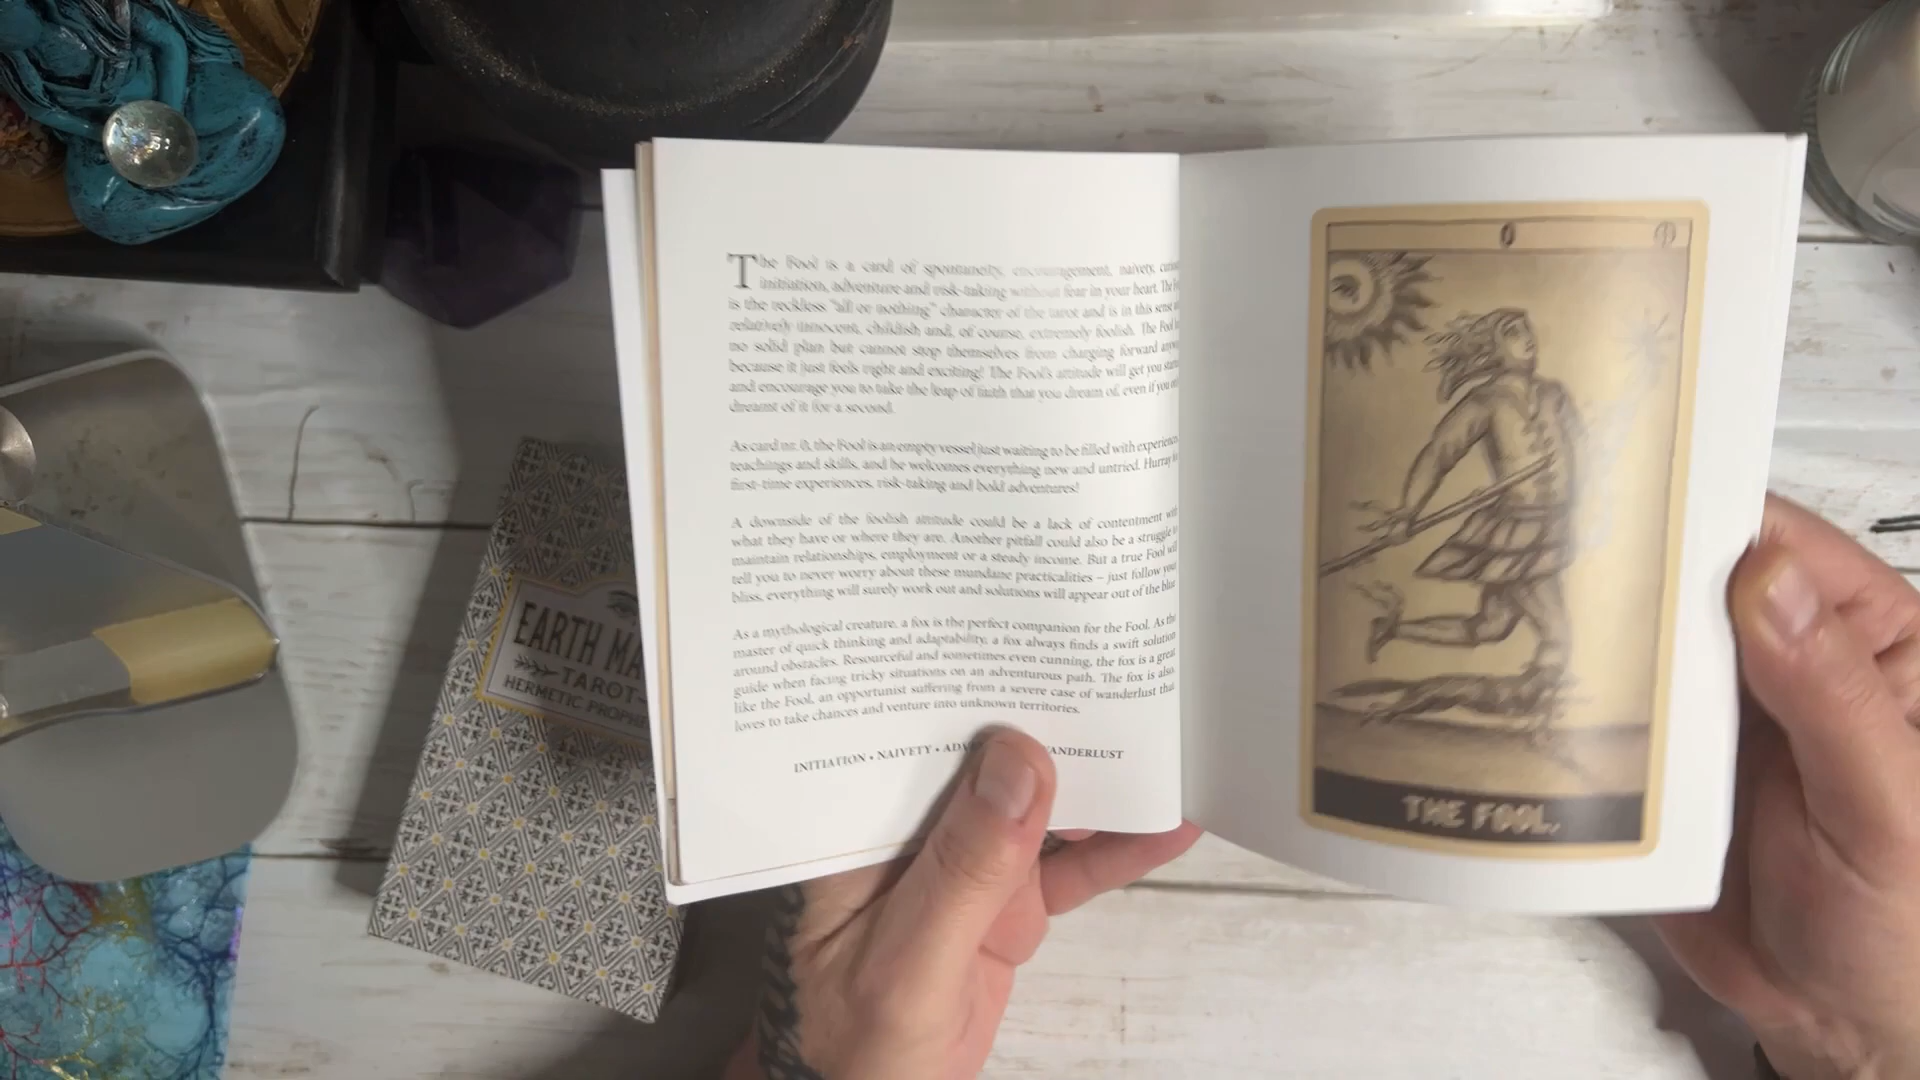 The Fool is a card of spontaneity, encouragement, naivety,
initiation, adventure and risk-taking without fear in your heart. The
is the reckless "all or nothing" character of the tarot and is in this sense
relatively innocent, childish and, of course, extremely foolish. The Fool
no solid plan but cannot stop themselves from charging forward
because it just feels right and exciting! The Fool's attitude will get you
and encourage you to take the leap of faith that you dream of, even if you
dreamt of it for a second.
As card nr. 0, the Fool is an empty vessel just waiting to be filled with
teachings and skills, and he welcomes everything new and untried. Hurray
first-time experiences, risk-taking and bold adventures!
A downside of the foolish attitude could be a lack of contentment with
what they have or where they are. Another pitfall could also be a struggle
maintain relationships, employment or a steady income. But a true Fool will
tell you to never worry about these mundane practicalities – just follow your
bliss, everything will surely work out and solutions will appear out of the blue
As a mythological creature, a fox is the perfect companion for the Fool. As the
master of quick thinking and adaptability, a fox always finds a swift solution
around obstacles. Resourceful and sometimes even cunning, the fox is a great
guide when facing tricky situations on an adventurous path. The fox is also,
like the Fool, an opportunist suffering from a severe case of wanderlust that
loves to take chances and venture into unknown territories.
INITIATION • NAIVETY •
0
THE FOOL.
EARTH
TAROT
HERMETIC